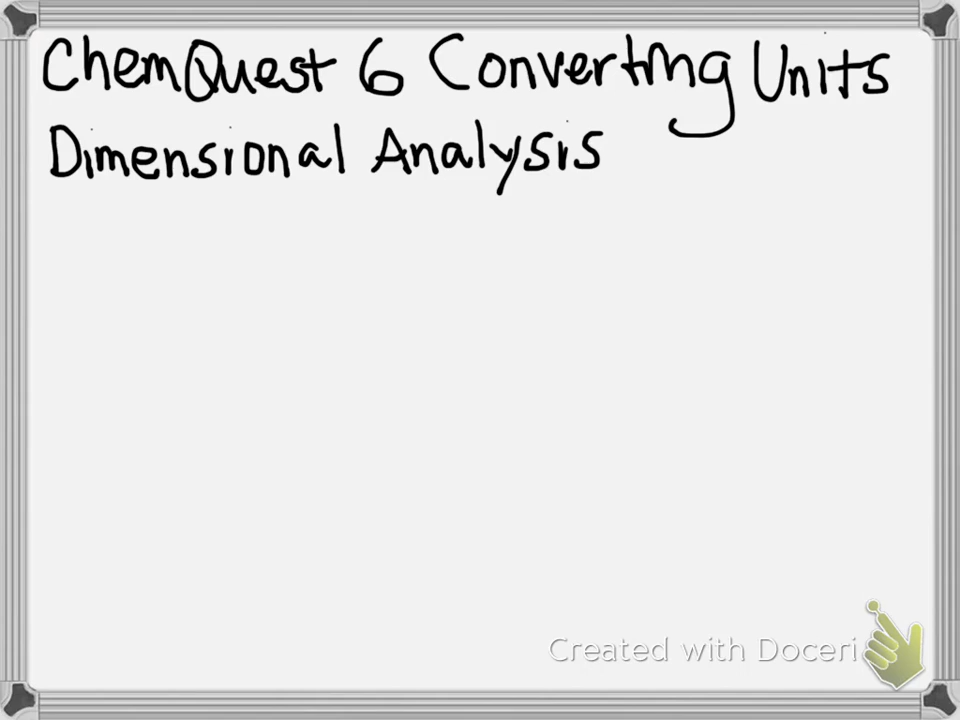 ChemQuest 6 Converting Units
Dimensional Analysis
Created with Doceri